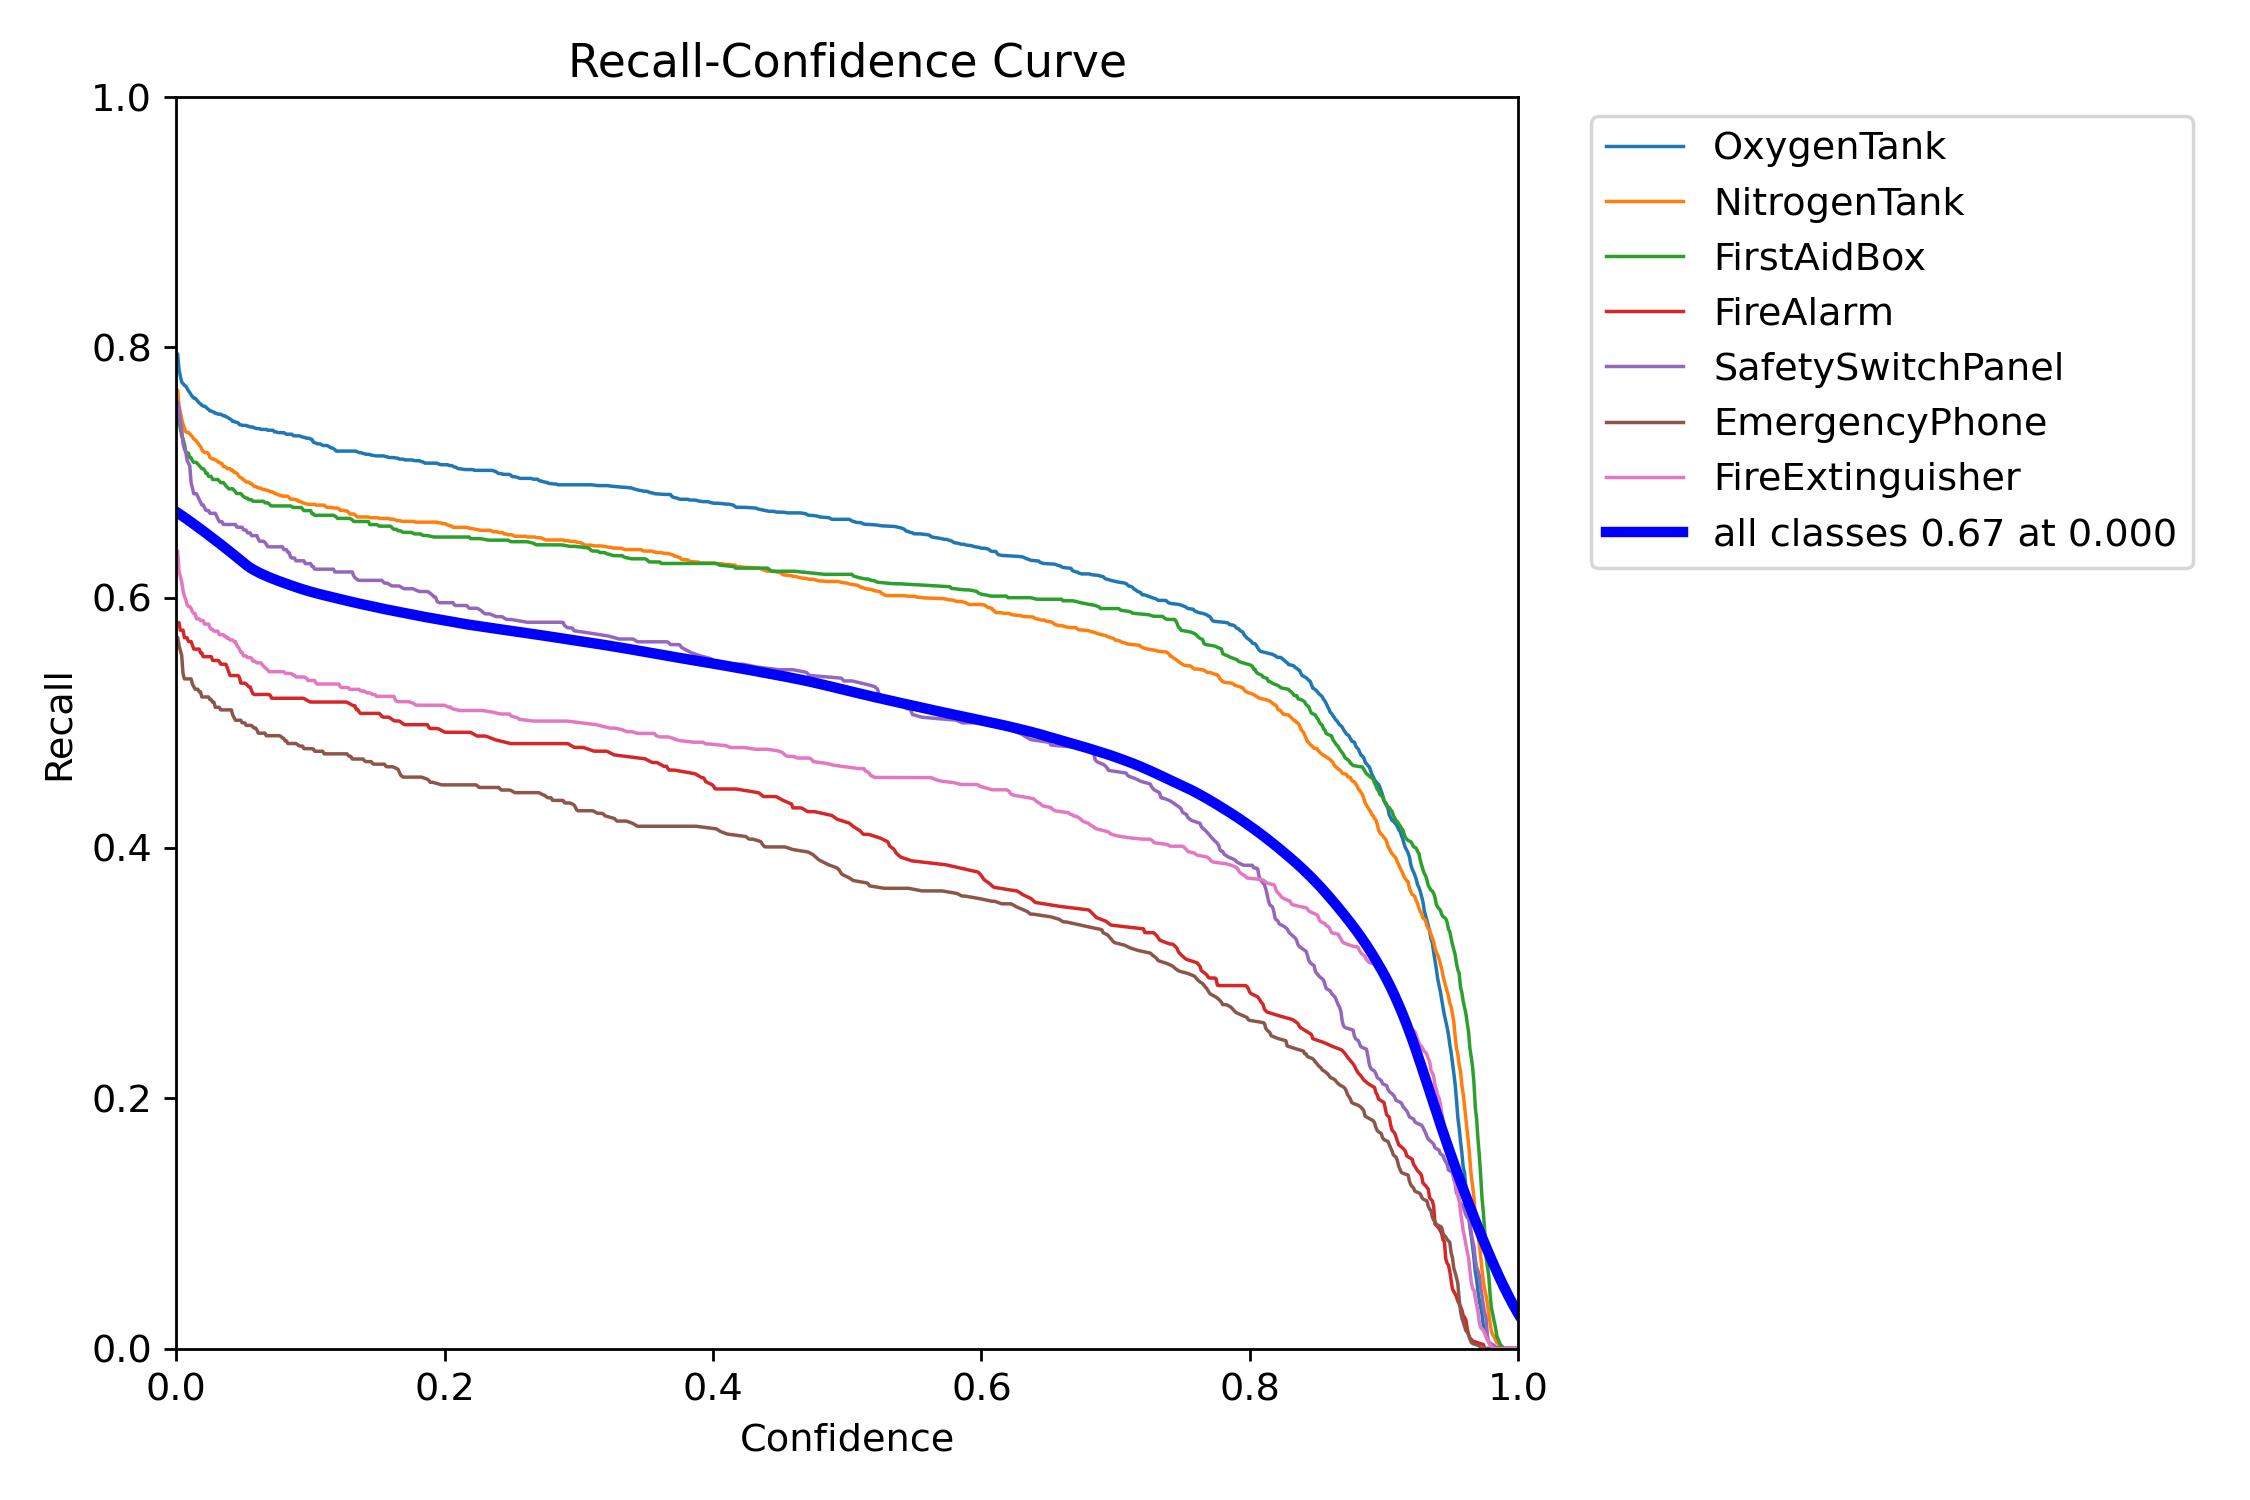 Recall-Confidence Curve
1.0
0.8
0.6
0.4
0.2
0.0
Recall
0.0 0.2 0.4 0.6 0.8 1.0
Confidence
OxygenTank
NitrogenTank
FirstAidBox
FireAlarm
SafetySwitchPanel
EmergencyPhone
FireExtinguisher
all classes 0.67 at 0.000